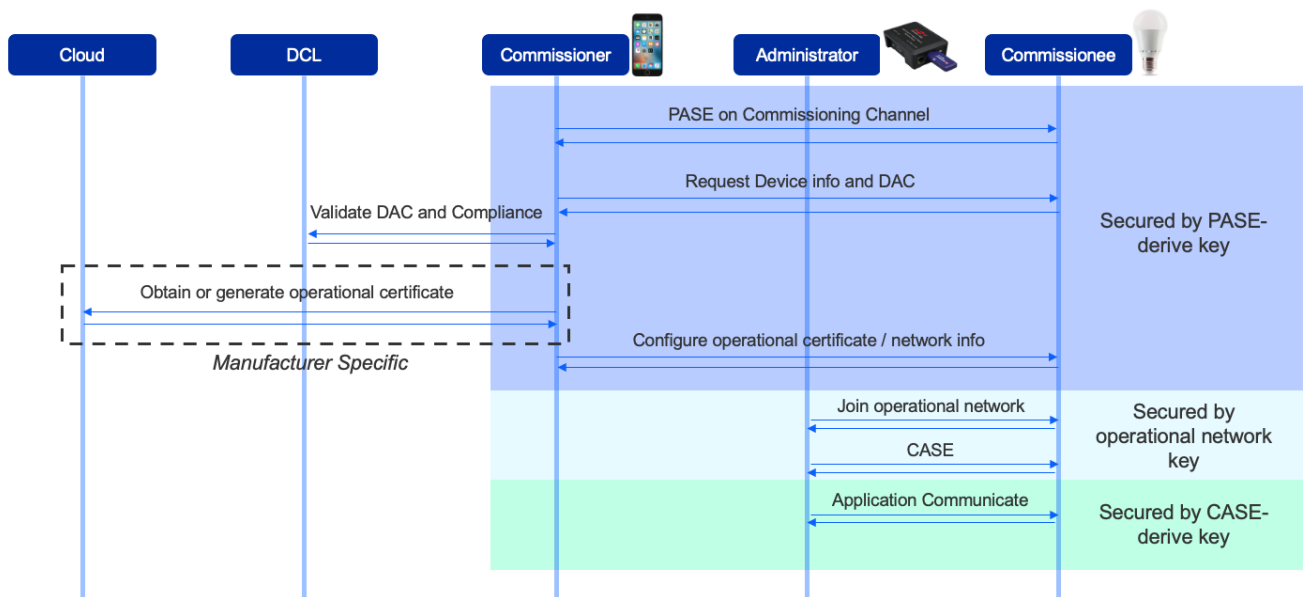 Cloud
DCL
Commissioner
Administrator
Commissionee
PASE on Commissioning Channel
Request Device info and DAC
Validate DAC and Compliance
Secured by PASE-
derive key
Obtain or generate operational certificate
Manufacturer Specific
Configure operational certificate / network info
Join operational network
Secured by
operational network
key
CASE
Application Communicate
Secured by CASE-
derive key